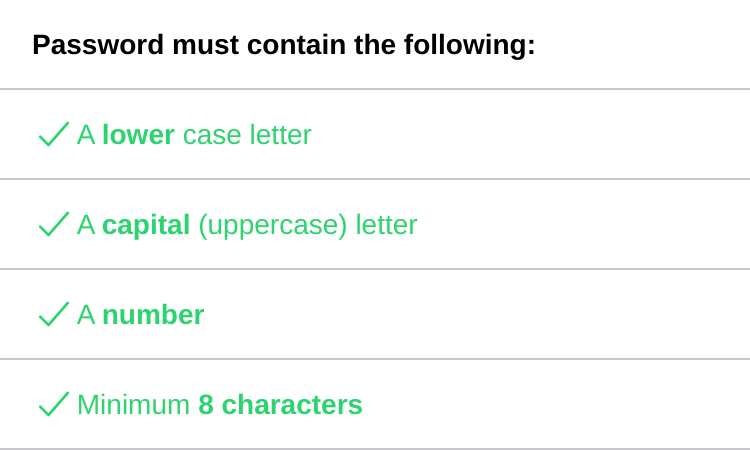 Password must contain the following:
A lower case letter
A capital (uppercase) letter
A number
Minimum 8 characters